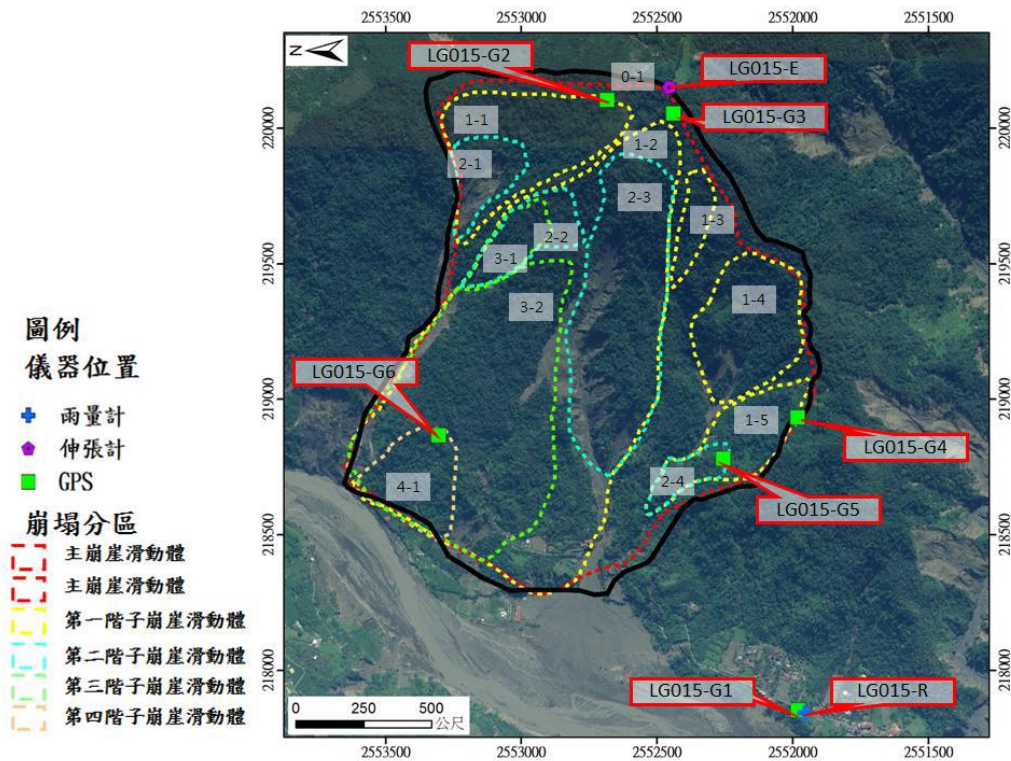 2553500
2553000
2552500
2552000
2551500
N
LG015-G2
0-1
LG015-E
LG015-G3
220000
220000
1-1
1-2
2-1
2-3
1-3
2-2
219500
219500
3-1
3-2
1-4
圖例
儀器位置
LG015-G6
雨量計
伸張計
GPS
219000
219000
1-5
LG015-G4
4-1
2-4
LG015-G5
218500
218500
崩塌分區
主崩崖滑動體
主崩崖滑動體
第一階子崩崖滑動體
第二階子崩崖滑動體
第三階子崩崖滑動體
第四階子崩崖滑動體
218000
218000
LG015-G1
LG015-R
0 250 500
公尺
2553500
2553000
2552500
2552000
2551500